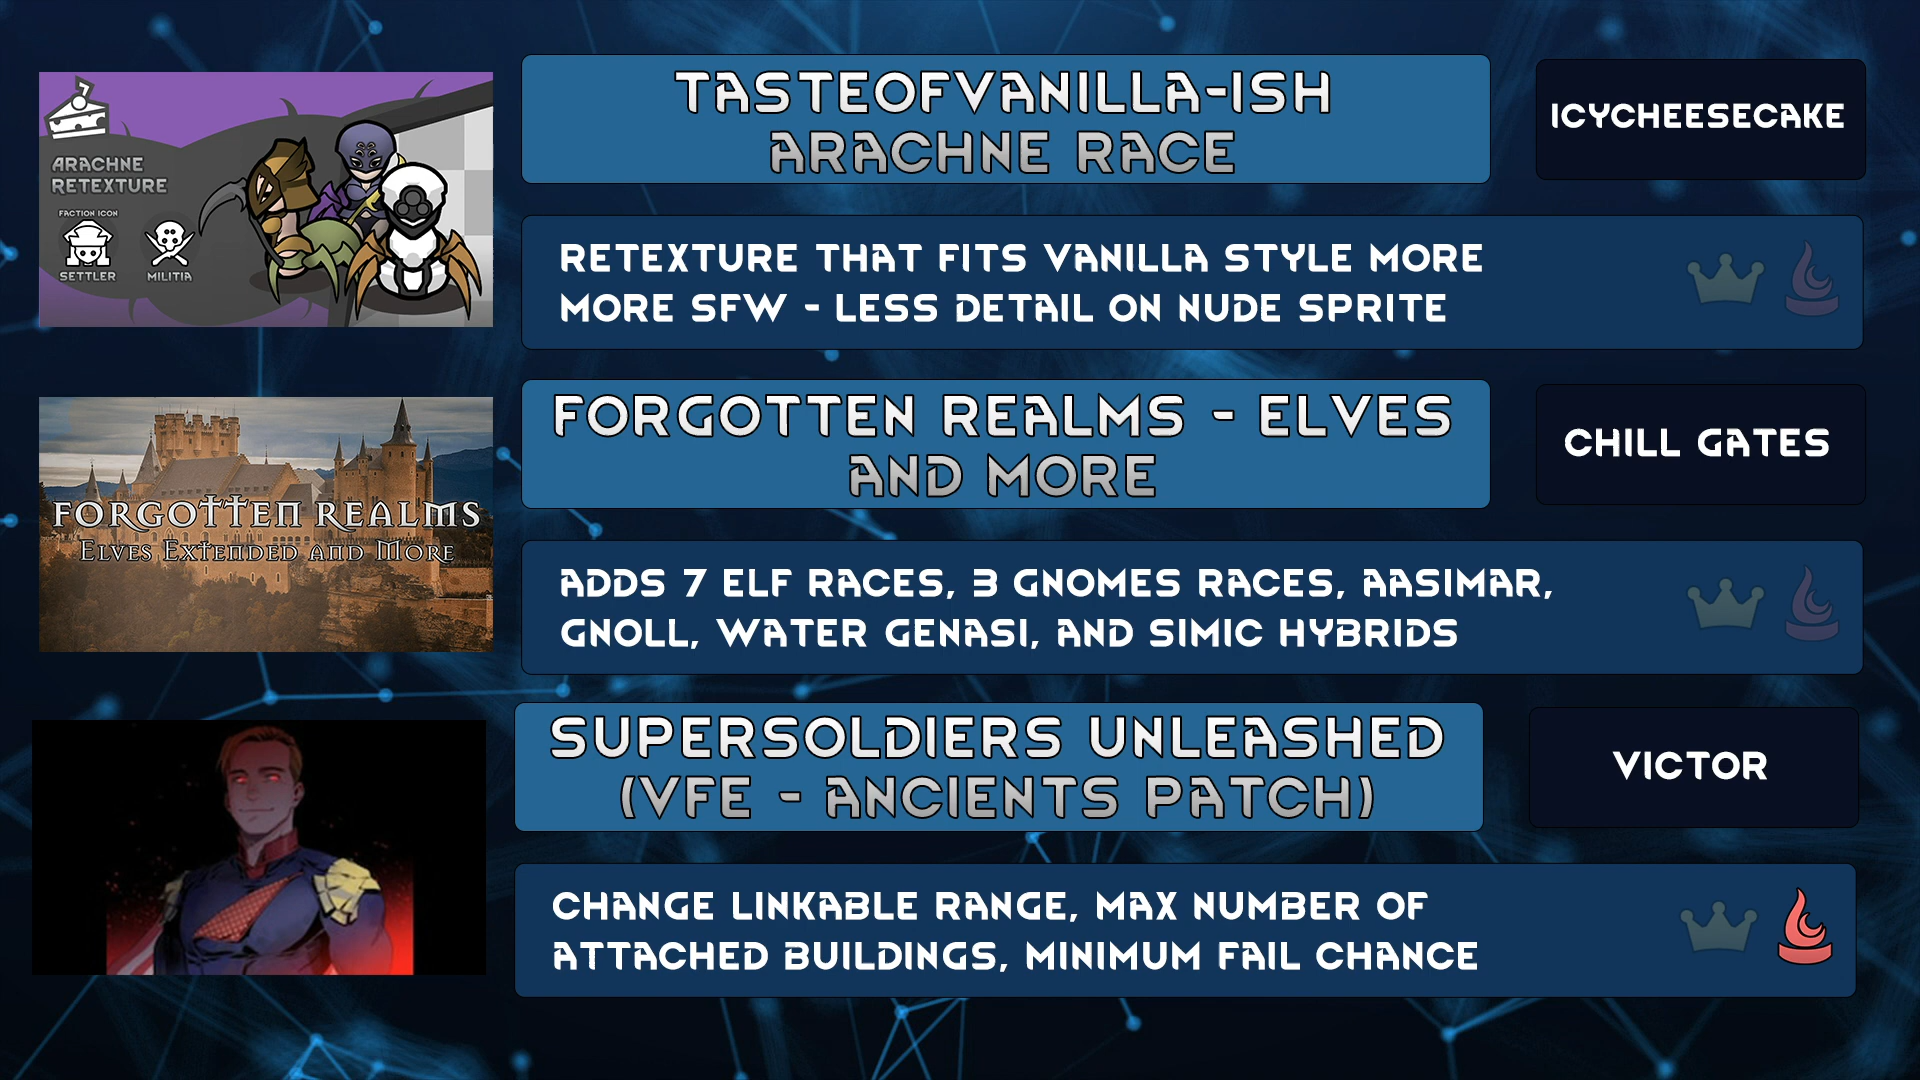 ARACHNE
RETEXTURE
FACTION ICON
SETTLER
MILITIA
TASTEOFVANILLA-ISH
ARACHNE RACE
ICYCHEESECAKE
RETEXTURE THAT FITS VANILLA STYLE MORE
MORE SFW - LESS DETAIL ON NUDE SPRITE
FORGOTTEN REALMS
ELVES EXTENDED AND MORE
FORGOTTEN REALMS - ELVES
AND MORE
CHILL GATES
ADDS 7 ELF RACES, 3 GNOMES RACES, AASIMAR,
GNOLL, WATER GENASI, AND SIMIC HYBRIDS
SUPERSOLDIERS UNLEASHED
(VFE - ANCIENTS PATCH)
VICTOR
CHANGE LINKABLE RANGE, MAX NUMBER OF
ATTACHED BUILDINGS, MINIMUM FAIL CHANCE